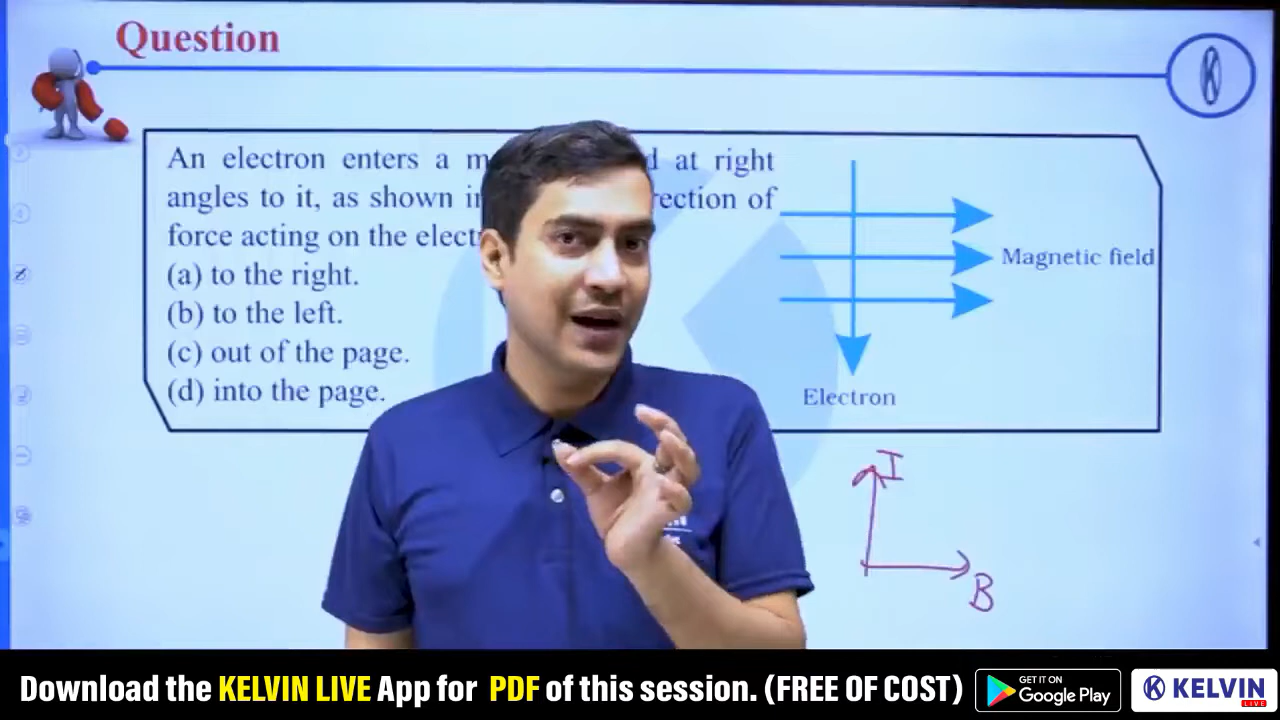 Question
An electron enters a m d at right
angles to it, as shown in rection of
force acting on the elect
(a) to the right.
(b) to the left.
(c) out of the page.
(d) into the page.
Magnetic field
Electron
I
B
Download the KELVIN LIVE App for PDF of this session. (FREE OF COST)
GET IT ON
Google Play
KELVIN
LIVE